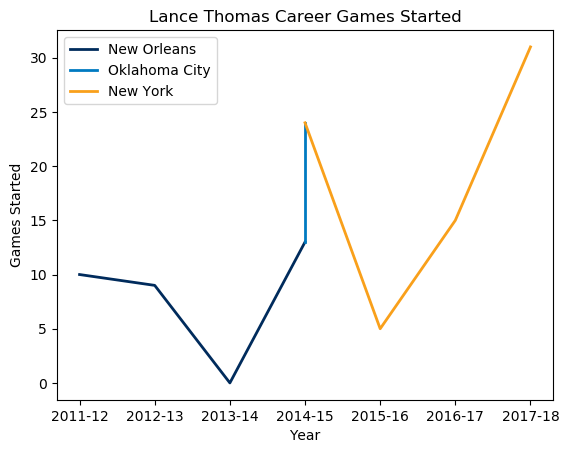 Lance Thomas Career Games Started
New Orleans
Oklahoma City
New York
Games Started
30
25
20
15
10
5
0
2011-12 2012-13 2013-14 2014-15 2015-16 2016-17 2017-18
Year